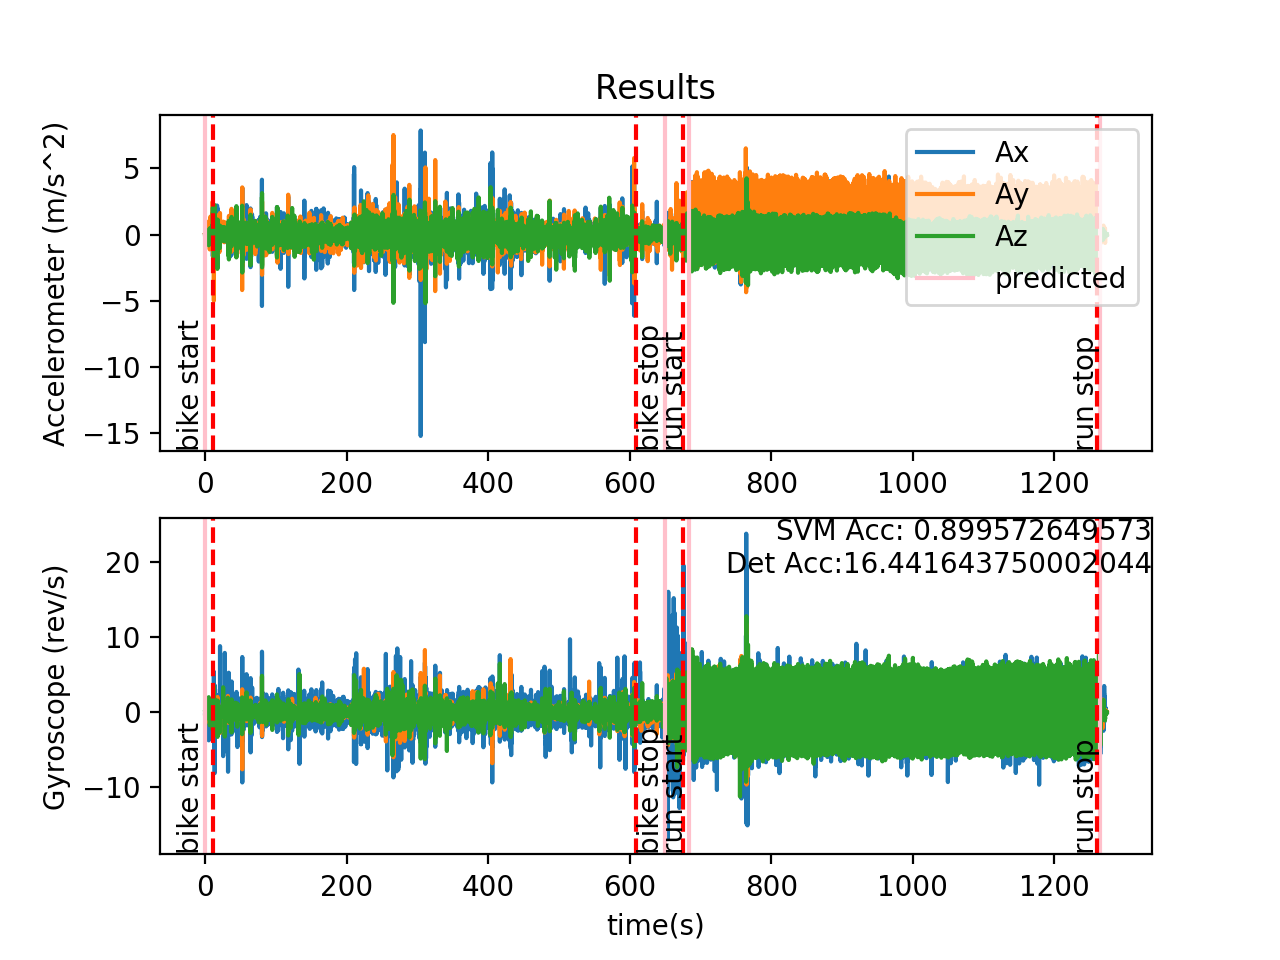 Results
Accelerometer (m/s^2)
5
0
−5
−10
−15
bike start
bike stop
run start
run stop
Ax
Ay
Az
predicted
0
200
400
600
800
1000
1200
Gyroscope (rev/s)
20
10
0
−10
SVM Acc: 0.899572649573
Det Acc:16.441643750002044
bike start
bike stop
run start
run stop
0
200
400
600
800
1000
1200
time(s)